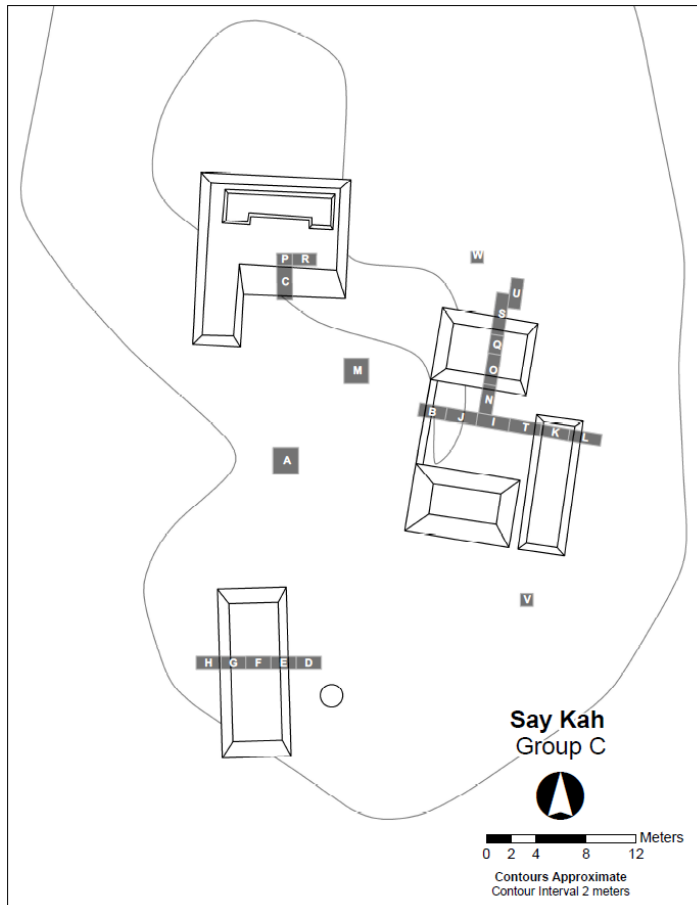 W
P R
C
U
S
Q
M
O
N
B J I T K L
A
V
H G F E D
Say Kah
Group C
Meters
0 2 4 8 12
Contours Approximate
Contour Interval 2 meters